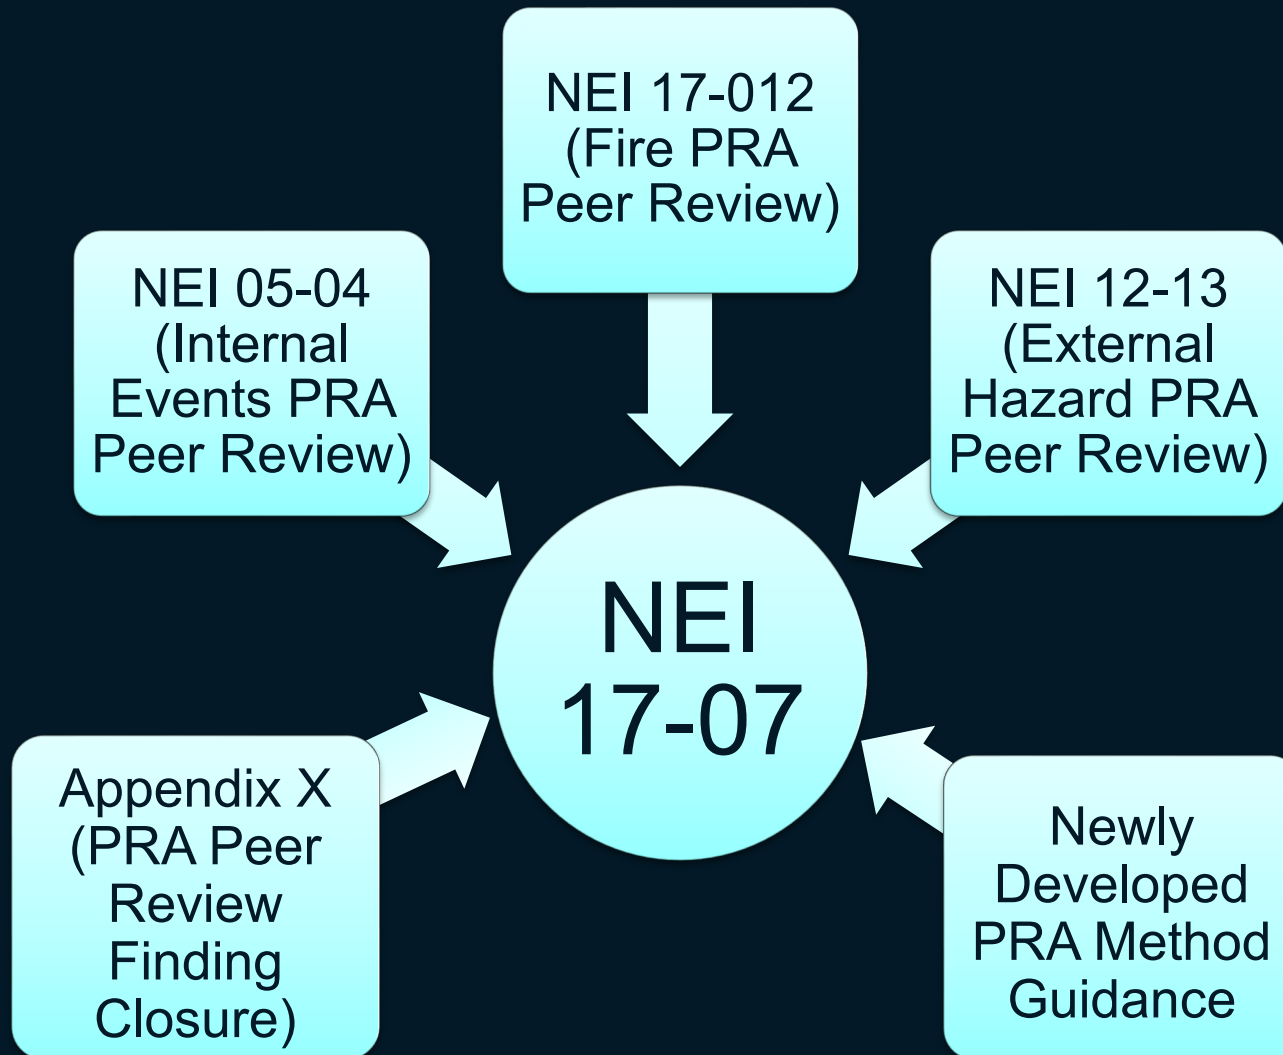 NEI 17-012
(Fire PRA
Peer Review)
NEI 05-04
(Internal
Events PRA
Peer Review)
NEI 12-13
(External
Hazard PRA
Peer Review)
NEI
17-07
Appendix X
(PRA Peer
Review
Finding
Closure)
Newly
Developed
PRA Method
Guidance